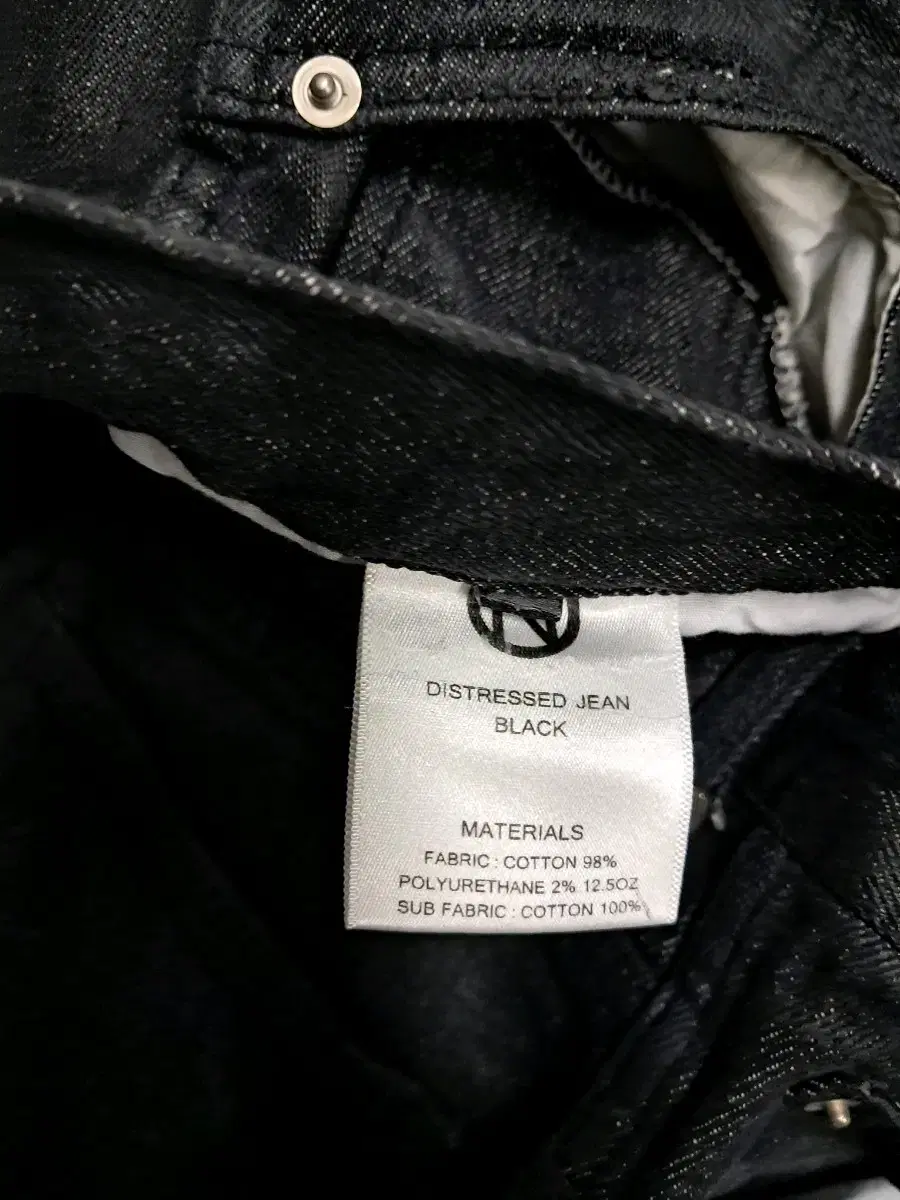 DISTRESSED JEAN
BLACK
MATERIALS
FABRIC : COTTON 98%
POLYURETHANE 2% 12.5OZ
SUB FABRIC : COTTON 100%